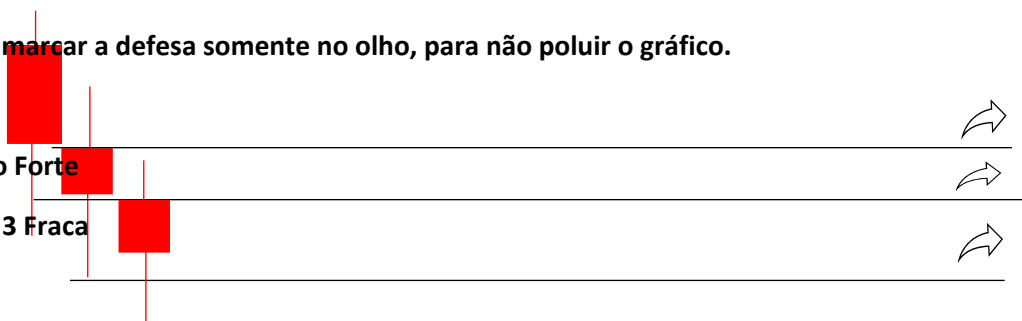 marcar a defesa somente no olho, para não poluir o gráfico.
o Forte
3 Fraca